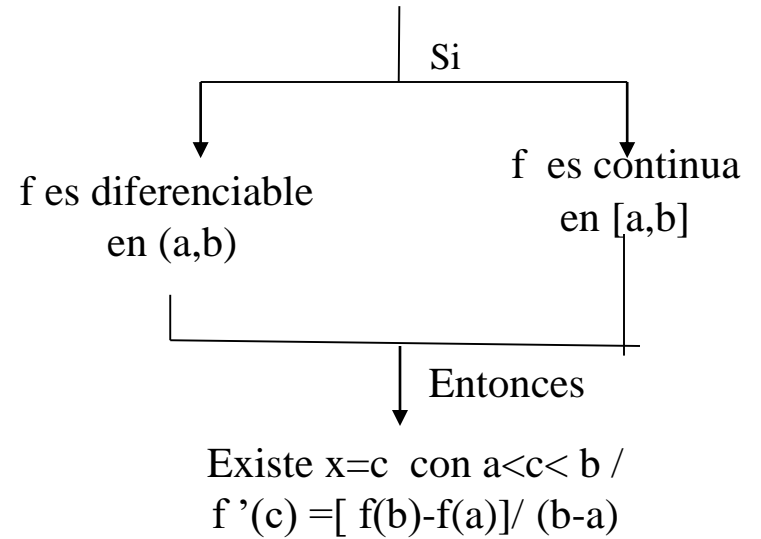 Si
f es diferenciable
en (a,b)
f es continua
en [a,b]
Entonces
Existe x=c con a<c< b /
f ’(c) =[ f(b)-f(a)]/ (b-a)